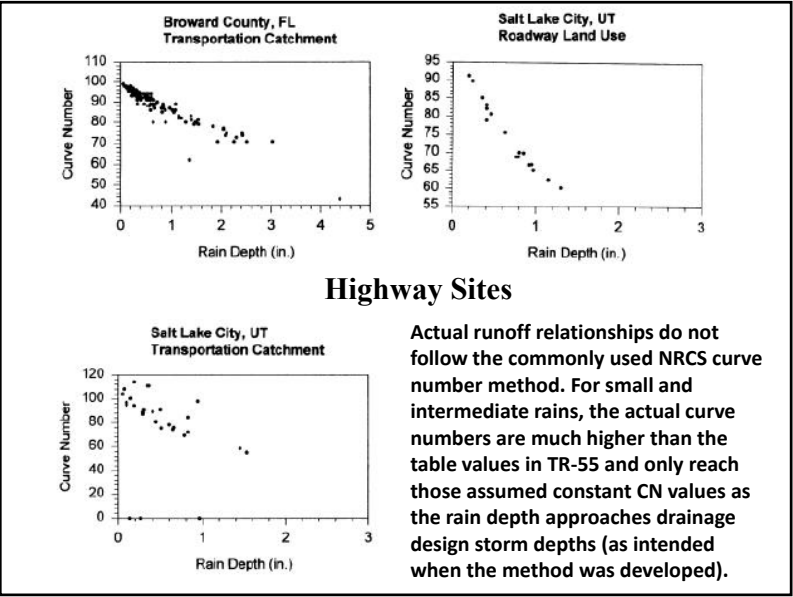 Broward County, FL
Transportation Catchment
110
100
90
80
70
60
50
40
Curve Number
0 1 2 3 4 5
Rain Depth (in.)
Salt Lake City, UT
Roadway Land Use
95
90
85
80
75
70
65
60
55
Curve Number
0 1 2 3
Rain Depth (in.)
Highway Sites
Salt Lake City, UT
Transportation Catchment
120
100
80
60
40
20
0
Curve Number
0 1 2 3
Rain Depth (in.)
Actual runoff relationships do not
follow the commonly used NRCS curve
number method. For small and
intermediate rains, the actual curve
numbers are much higher than the
table values in TR-55 and only reach
those assumed constant CN values as
the rain depth approaches drainage
design storm depths (as intended
when the method was developed).